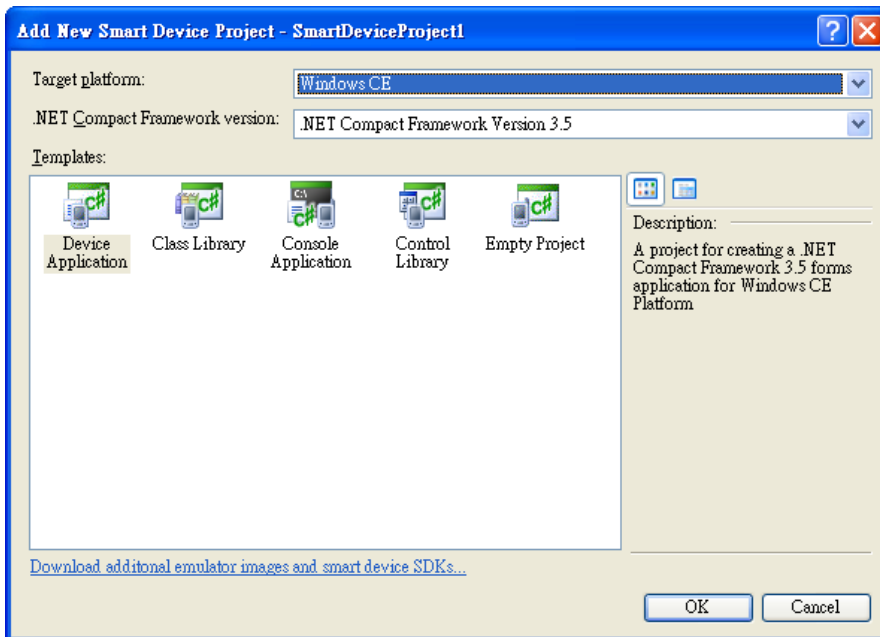 Add New Smart Device Project - SmartDeviceProject1
Target platform:
Windows CE
.NET Compact Framework version:
.NET Compact Framework Version 3.5
Templates:
Device
Application
Class Library
Console
Application
Control
Library
Empty Project
Description:
A project for creating a .NET
Compact Framework 3.5 forms
application for Windows CE
Platform
Download additonal emulator images and smart device SDKs...
OK
Cancel